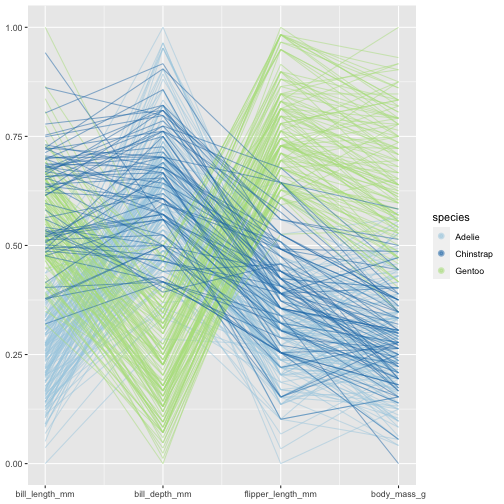 1.00
0.75
0.50
0.25
0.00
bill_length_mm bill_depth_mm flipper_length_mm body_mass_g
species
Adelie
Chinstrap
Gentoo